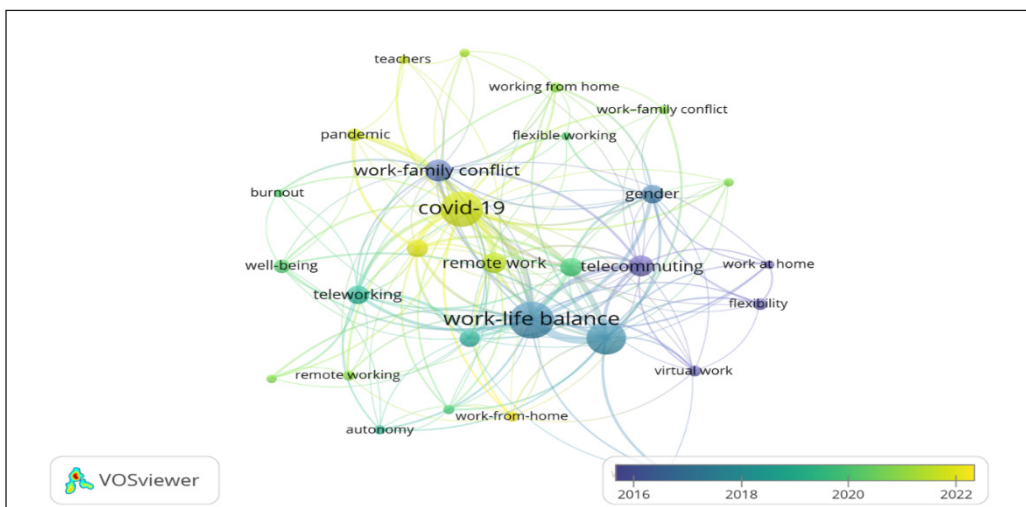 teachers
working from home
work–family conflict
pandemic
flexible working
work-family conflict
burnout
gender
covid-19
well-being
remote work
telecommuting
work at home
teleworking
flexibility
work-life balance
virtual work
remote working
work-from-home
autonomy
VOSviewer
2016 2018 2020 2022